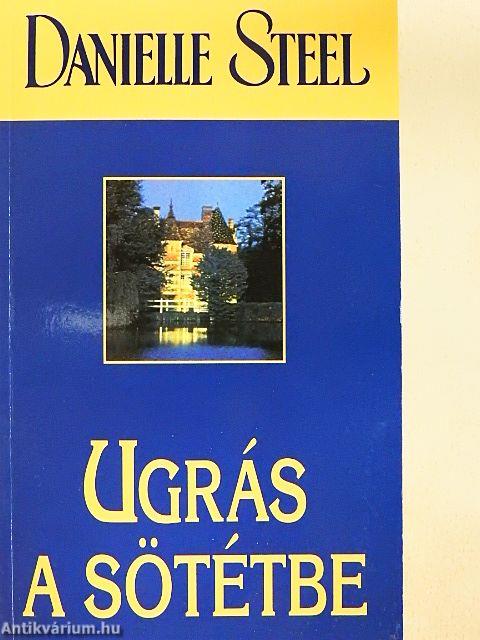 DANIELLE STEEL
UGRÁS
A SÖTÉTBE
Antikvárium.hu